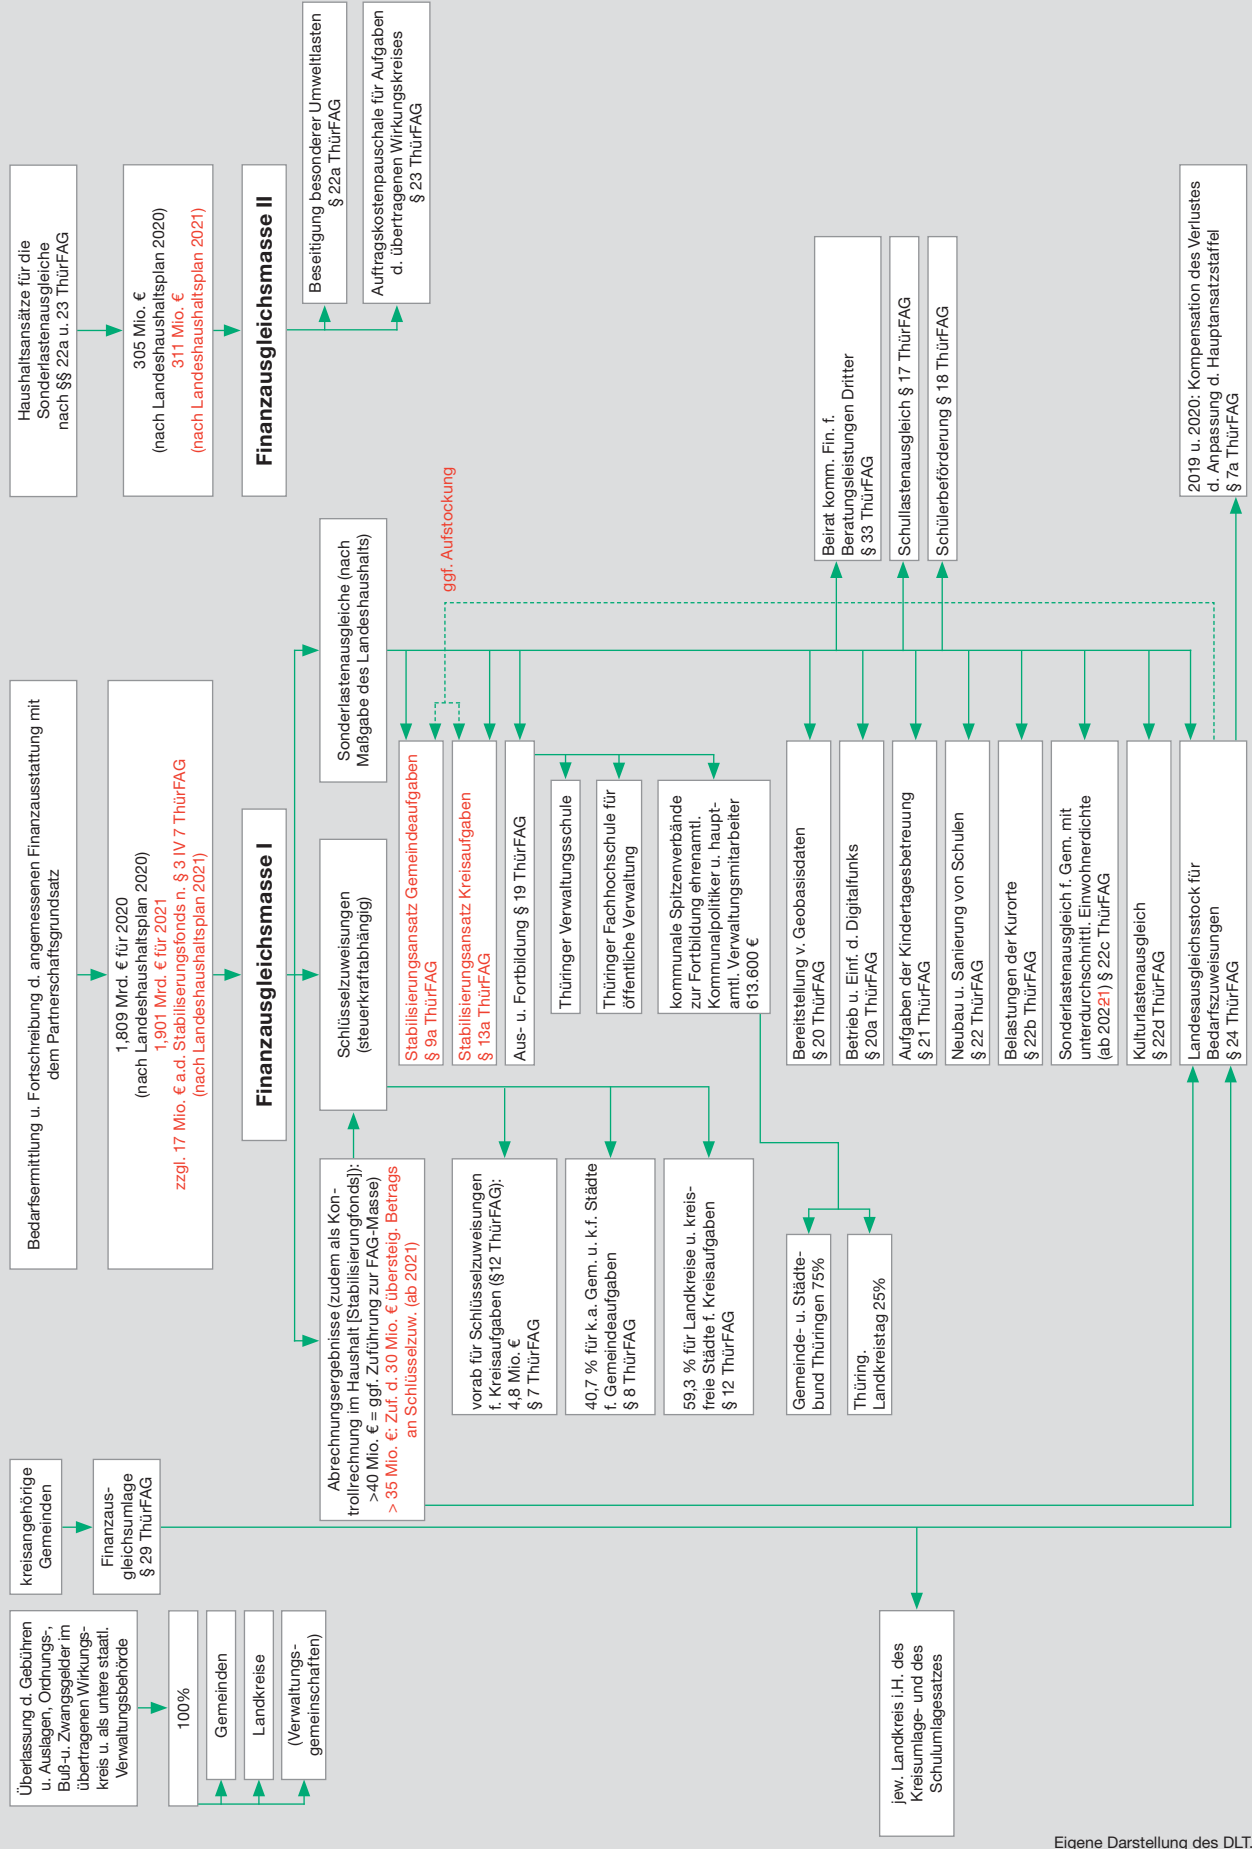 Überlassung d. Gebühren
u. Auslagen, Ordnungs-,
Buß-u. Zwangsgelder im
übertragenen Wirkungs-
kreis u. als untere staatl.
Verwaltungsbehörde
100%
Gemeinden
Landkreise
(Verwaltungs-
gemeinschaften)
kreisangehörige
Gemeinden
Finanzaus-
gleichsumlage
§ 29 ThürFAG
jew. Landkreis i.H. des
Kreisumlage- und des
Schulumlagesatzes
Bedarfsermittlung u. Fortschreibung d. angemessenen Finanzausstattung mit
dem Partnerschaftsgrundsatz
1,809 Mrd. € für 2020
(nach Landeshaushaltsplan 2020)
1,901 Mrd. € für 2021
zzgl. 17 Mio. € a.d. Stabiliserungsfonds n. § 3 IV 7 ThürFAG
(nach Landeshaushaltsplan 2021)
Finanzausgleichsmasse I
Abrechnungsergebnisse (zudem als Kon-
trollrechnung im Haushalt [Stabilisierungfonds]):
>40 Mio. € = ggf. Zuführung zur FAG-Masse)
> 35 Mio. €: Zuf. d. 30 Mio. € übersteig. Betrags
an Schlüsselzuw. (ab 2021)
Schlüsselzuweisungen
(steuerkraftabhängig)
Sonderlastenausgleiche (nach
Maßgabe des Landeshaushalts)
vorab für Schlüsselzuweisungen
f. Kreisaufgaben (§12 ThürFAG):
4,8 Mio. €
§ 7 ThürFAG
40,7 % für k.a. Gem. u. k.f. Städte
f. Gemeindeaufgaben
§ 8 ThürFAG
59,3 % für Landkreise u. kreis-
freie Städte f. Kreisaufgaben
§ 12 ThürFAG
Gemeinde- u. Städte-
bund Thüringen 75%
Thüring.
Landkreistag 25%
Stabilisierungsansatz Gemeindeaufgaben
§ 9a ThürFAG
Stabilisierungsansatz Kreisaufgaben
§ 13a ThürFAG
ggf. Aufstockung
Aus- u. Fortbildung § 19 ThürFAG
Thüringer Verwaltungsschule
Thüringer Fachhochschule für
öffentliche Verwaltung
kommunale Spitzenverbände
zur Fortbildung ehrenamtl.
Kommunalpolitiker u. haupt-
amtl. Verwaltungsmitarbeiter
613.600 €
Bereitstellung v. Geobasisdaten
§ 20 ThürFAG
Betrieb u. Einf. d. Digitalfunks
§ 20a ThürFAG
Aufgaben der Kindertagesbetreuung
§ 21 ThürFAG
Neubau u. Sanierung von Schulen
§ 22 ThürFAG
Belastungen der Kurorte
§ 22b ThürFAG
Sonderlastenausgleich f. Gem. mit
unterdurchschnittl. Einwohnerdichte
(ab 20221) § 22c ThürFAG
Kulturlastenausgleich
§ 22d ThürFAG
Landesausgleichsstock für
Bedarfszuweisungen
§ 24 ThürFAG
Beirat komm. Fin. f.
Beratungsleistungen Dritter
§ 33 ThürFAG
Schullastenausgleich § 17 ThürFAG
Schülerbeförderung § 18 ThürFAG
2019 u. 2020: Kompensation des Verlustes
d. Anpassung d. Hauptansatzstaffel
§ 7a ThürFAG
Haushaltsansätze für die
Sonderlastenausgleiche
nach §§ 22a u. 23 ThürFAG
305 Mio. €
(nach Landeshaushaltsplan 2020)
311 Mio. €
(nach Landeshaushaltsplan 2021)
Finanzausgleichsmasse II
Beseitigung besonderer Umweltlasten
§ 22a ThürFAG
Auftragskostenpauschale für Aufgaben
d. übertragenen Wirkungskreises
§ 23 ThürFAG
Eigene Darstellung des DLT.